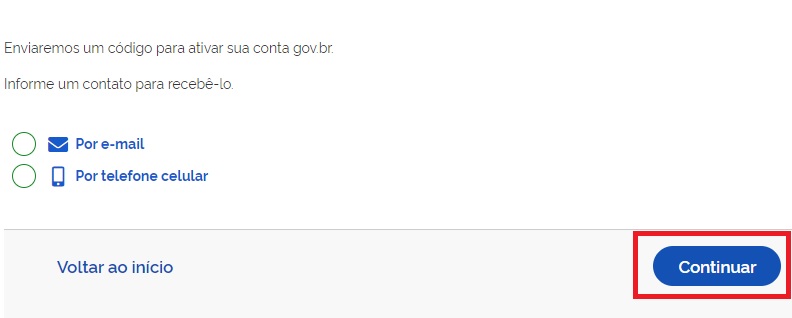 Enviaremos um código para ativar sua conta gov.br.
Informe um contato para recebê-lo.
Por e-mail
Por telefone celular
Voltar ao início
Continuar